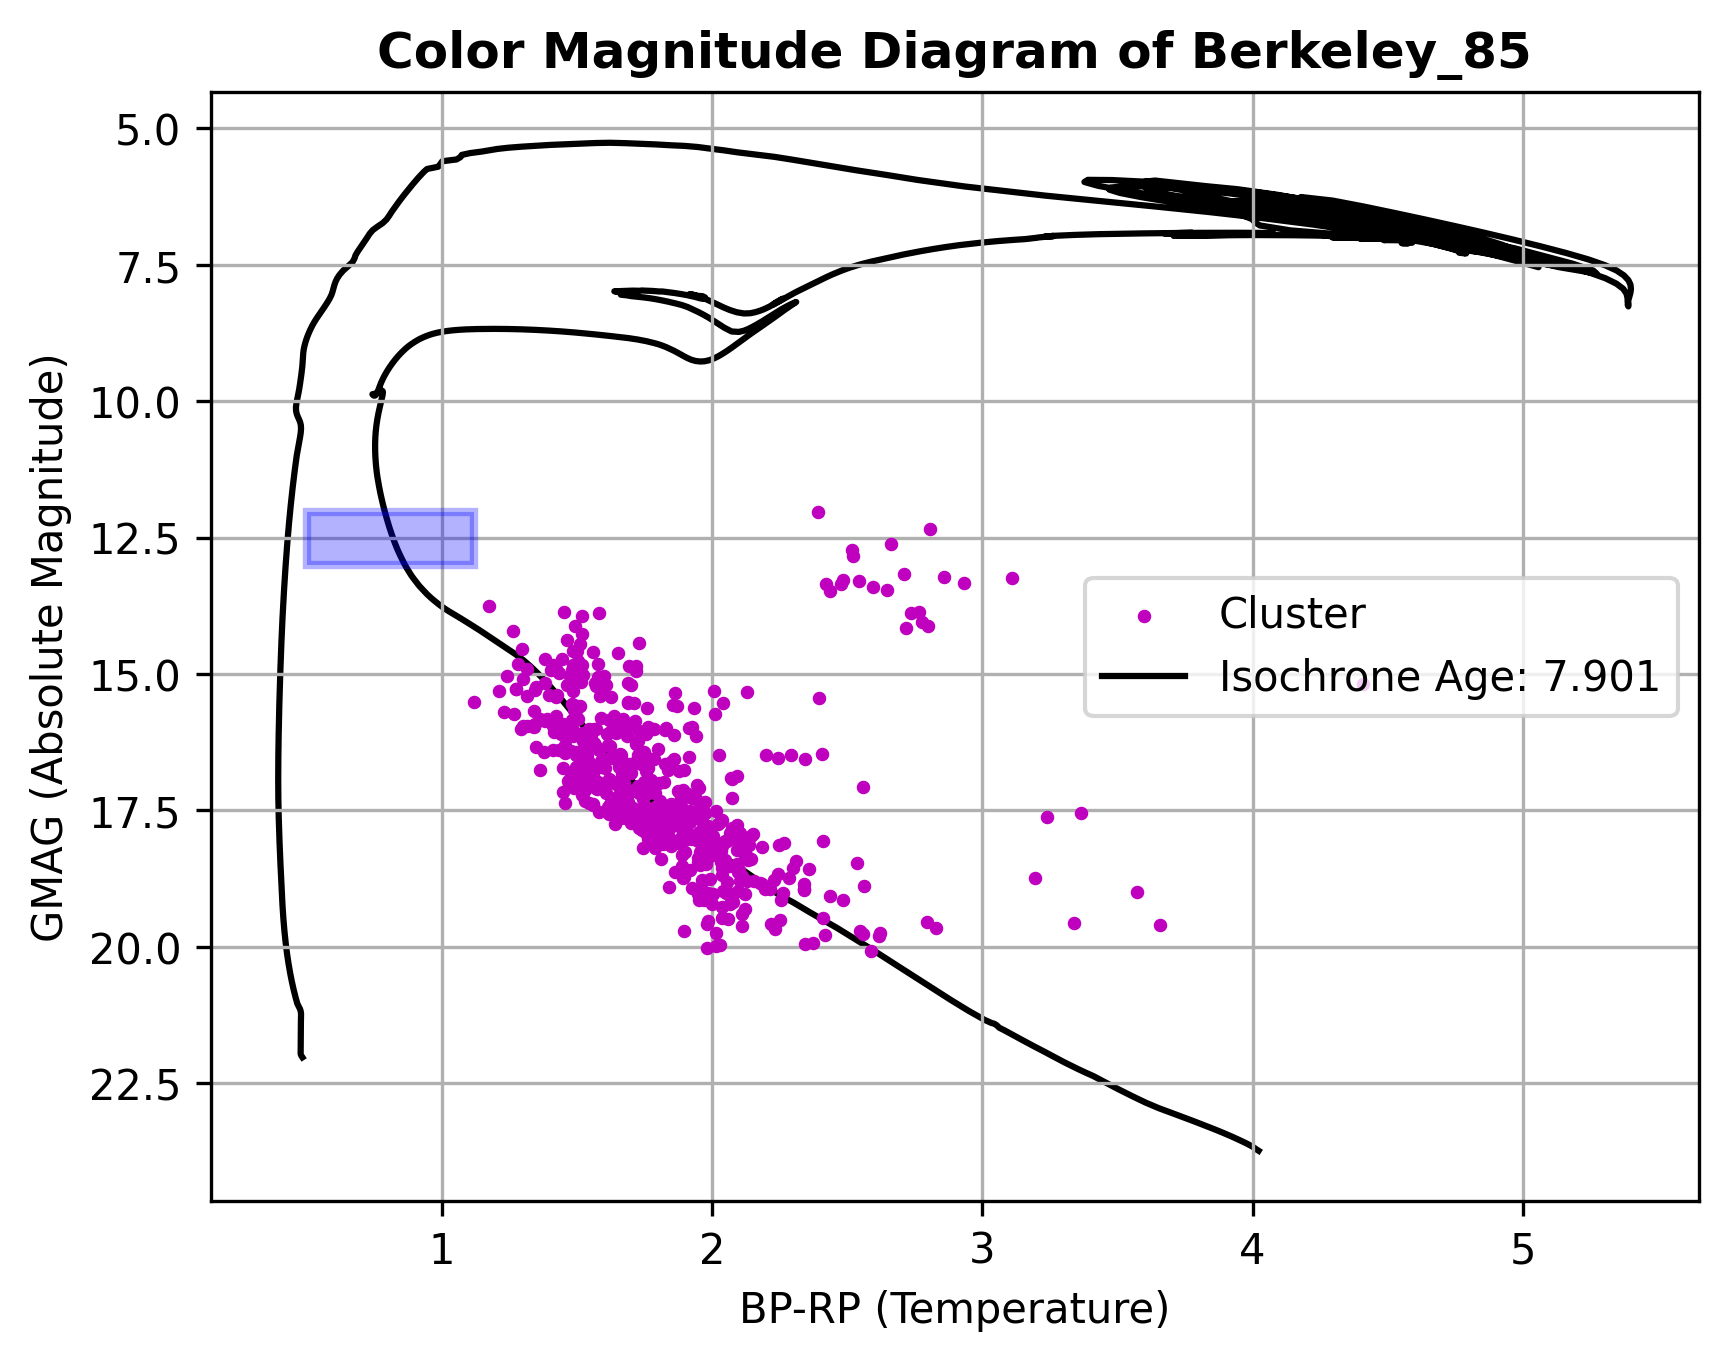 Color Magnitude Diagram of Berkeley_85
GMAG (Absolute Magnitude)
5.0
7.5
10.0
12.5
15.0
17.5
20.0
22.5
Cluster
Isochrone Age: 7.901
1 2 3 4 5
BP-RP (Temperature)